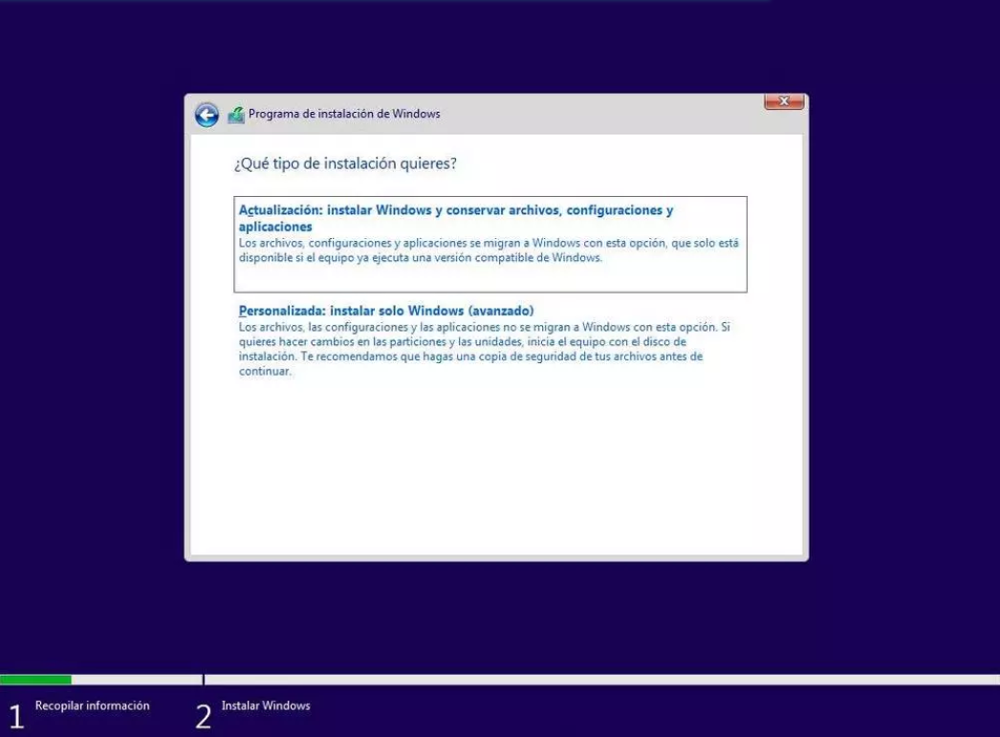 Programa de instalación de Windows
x
¿Qué tipo de instalación quieres?
Actualización: instalar Windows y conservar archivos, configuraciones y
aplicaciones
Los archivos, configuraciones y aplicaciones se migran a Windows con esta opción, que solo está
disponible si el equipo ya ejecuta una versión compatible de Windows.
Personalizada: instalar solo Windows (avanzado)
Los archivos, las configuraciones y las aplicaciones no se migran a Windows con esta opción. Si
quieres hacer cambios en las particiones y las unidades, inicia el equipo con el disco de
instalación. Te recomendamos que hagas una copia de seguridad de tus archivos antes de
continuar.
1 Recopilar información
2 Instalar Windows